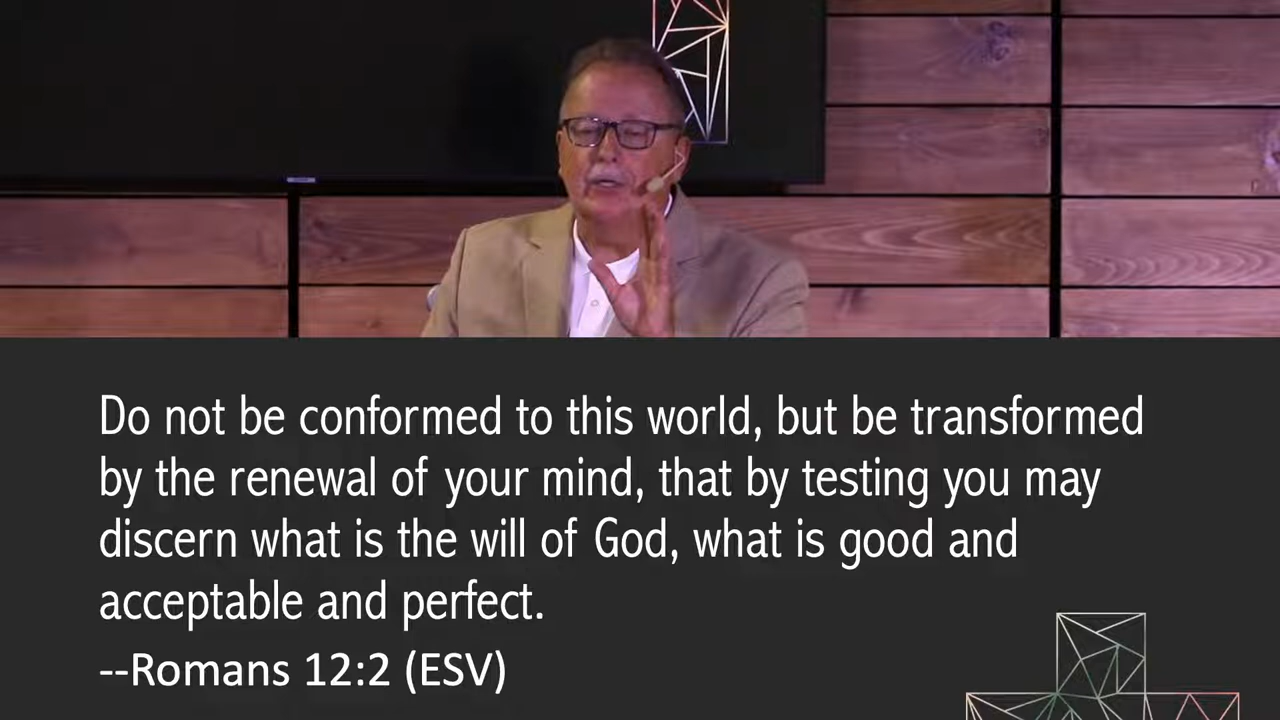 Do not be conformed to this world, but be transformed
by the renewal of your mind, that by testing you may
discern what is the will of God, what is good and
acceptable and perfect.
--Romans 12:2 (ESV)